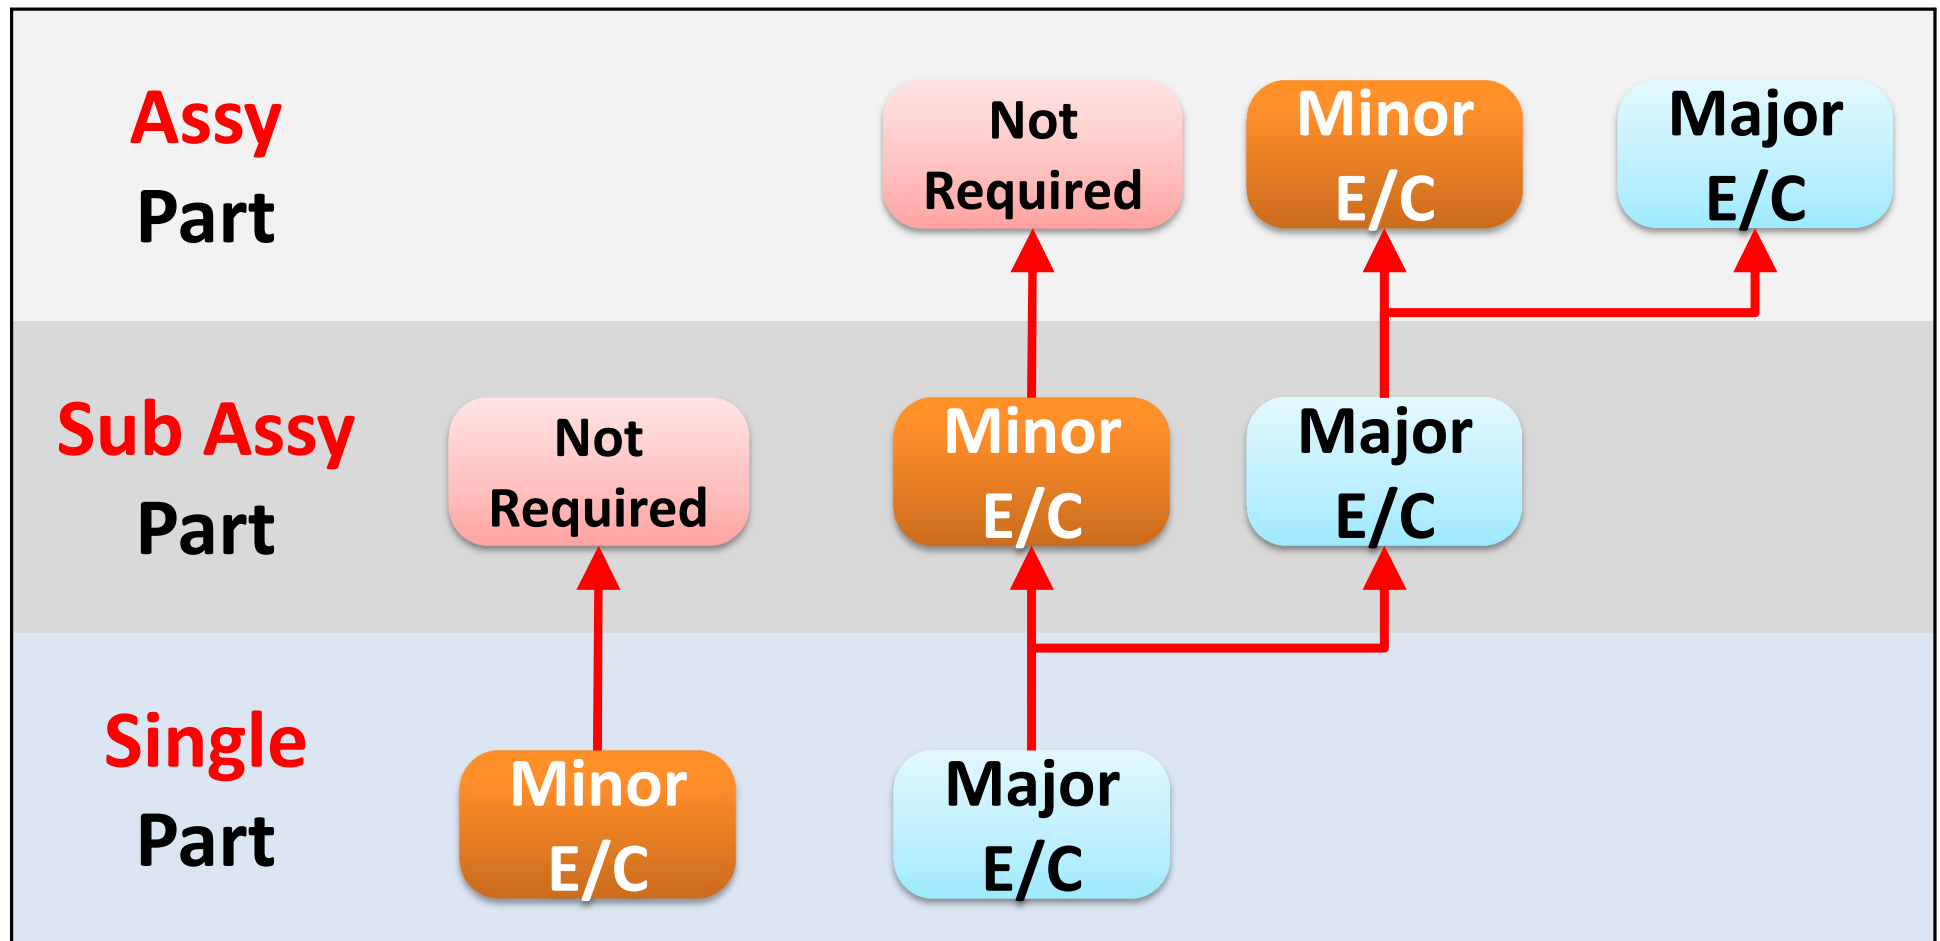 Assy
Part
Not
Required
Minor
E/C
Major
E/C
Sub Assy
Part
Not
Required
Minor
E/C
Major
E/C
Single
Part
Minor
E/C
Major
E/C